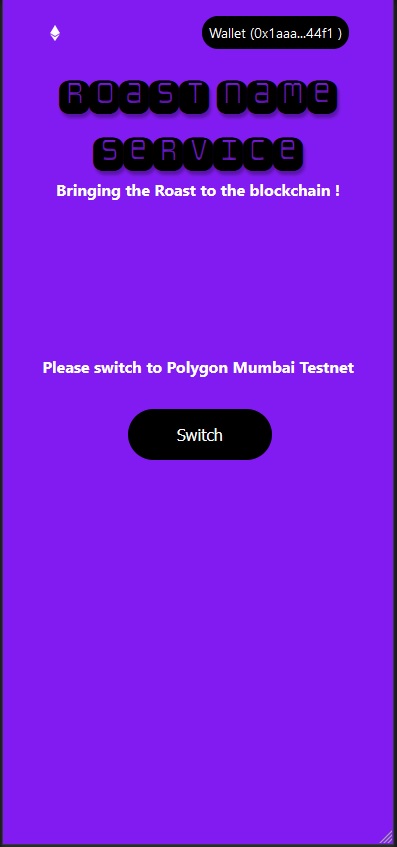 Wallet (0x1aaa...44f1 )
Roast Name
Service
Bringing the Roast to the blockchain !
Please switch to Polygon Mumbai Testnet
Switch